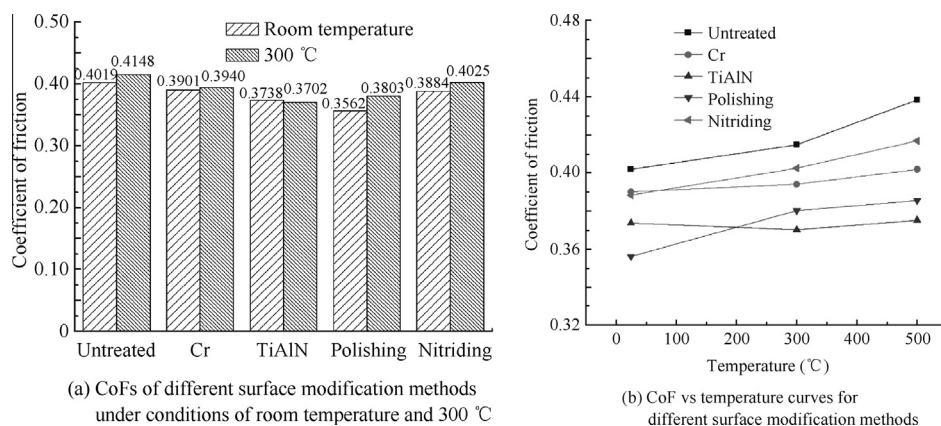 0.50
0.40
0.30
0.20
0.10
0
Coefficient of friction
Room temperature
300 ℃
0.4019
0.4148
0.3901
0.3940
0.3738
0.3702
0.3562
0.3803
0.3884
0.4025
Untreated Cr TiAlN Polishing Nitriding
(a) CoFs of different surface modification methods
under conditions of room temperature and 300 ℃
0.48
0.44
0.40
0.36
0.32
Coefficient of friction
Untreated
Cr
TiAlN
Polishing
Nitriding
0 100 200 300 400 500
Temperature (℃)
(b) CoF vs temperature curves for
different surface modification methods